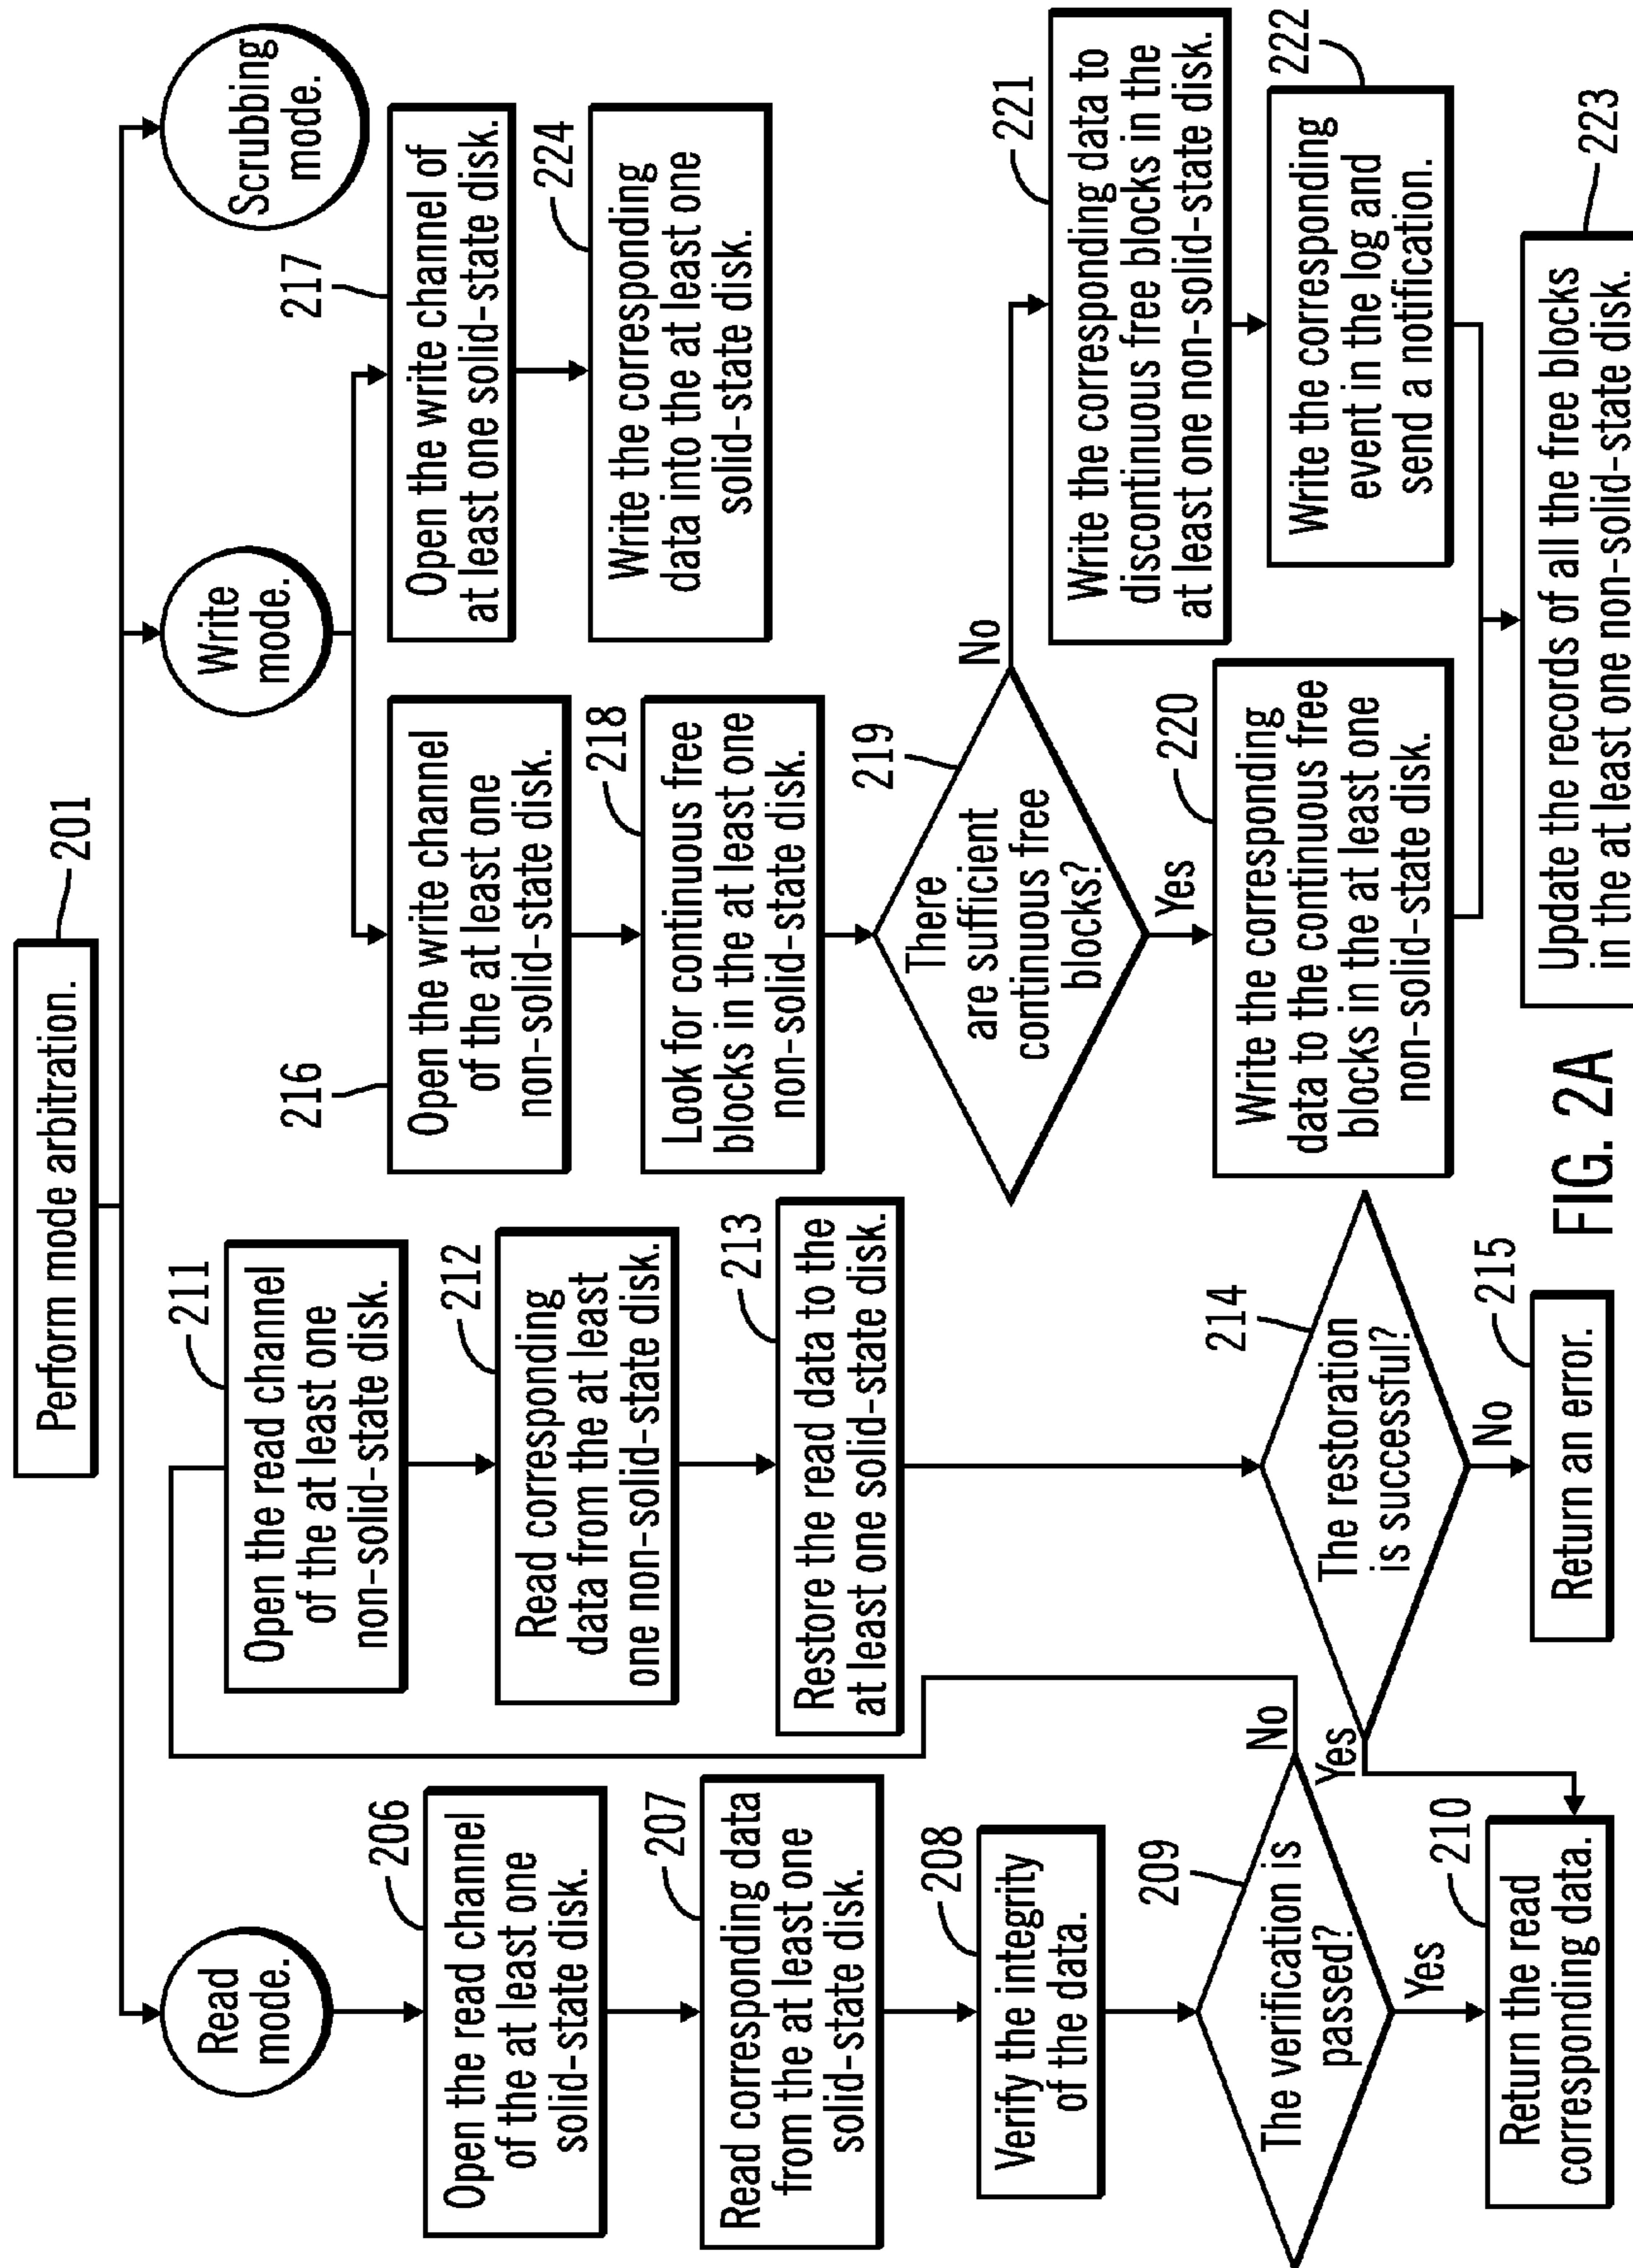 Perform mode arbitration.
201
Read
mode.
Write
mode.
Scrubbing
mode.
206
Open the read channel
of the at least one
solid-state disk.
207
Read corresponding data
from the at least one
solid-state disk.
208
Verify the integrity
of the data.
209
The verification is
passed?
No
Yes
210
Return the read
corresponding data.
211
Open the read channel
of the at least one
non-solid-state disk.
212
Read corresponding
data from the at least
one non-solid-state disk.
213
Restore the read data to the
at least one solid-state disk.
214
The restoration
is successful?
Yes
No
215
Return an error.
216
Open the write channel
of the at least one
non-solid-state disk.
217
Open the write channel of
at least one solid-state disk.
218
Look for continuous free
blocks in the at least one
non-solid-state disk.
224
Write the corresponding
data into the at least one
solid-state disk.
219
There
are sufficient
continuous free
blocks?
No
Yes
220
Write the corresponding
data to the continuous free
blocks in the at least one
non-solid-state disk.
221
Write the corresponding data to
discontinuous free blocks in the
at least one non-solid-state disk.
222
Write the corresponding
event in the log and
send a notification.
223
Update the records of all the free blocks
in the at least one non-solid-state disk.
FIG. 2A